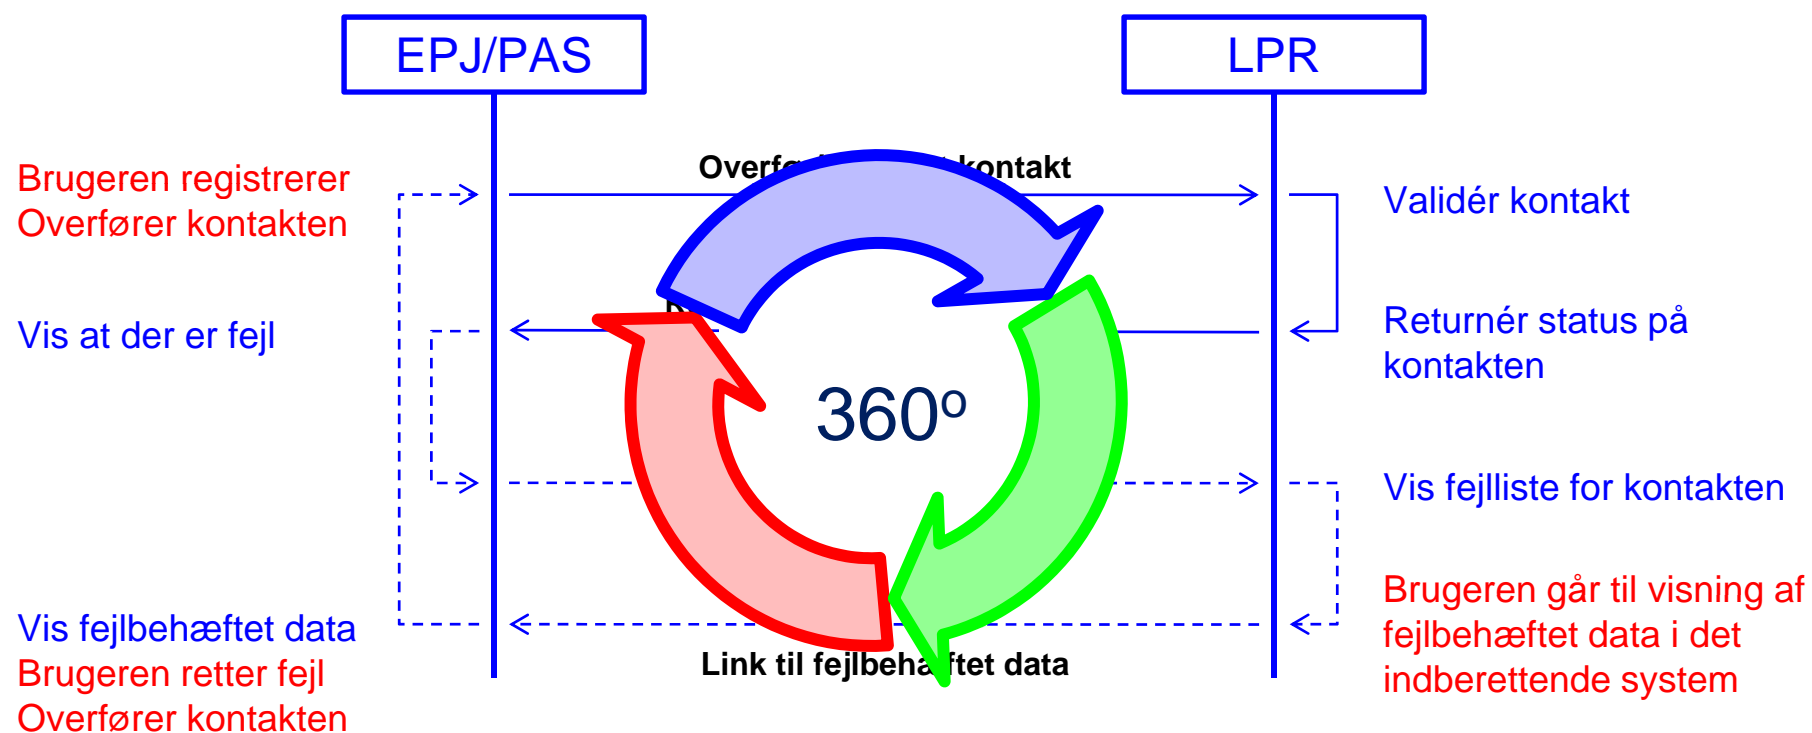 EPJ/PAS
LPR
Brugeren registrerer
Overfører kontakten
kontakt
Validér kontakt
Vis at der er fejl
Returnér status på
kontakten
360º
Vis fejlliste for kontakten
Vis fejlbehæftet data
Brugeren retter fejl
Overfører kontakten
Link til fejlbehæftet data
Brugeren går til visning af
fejlbehæftet data i det
indberettende system